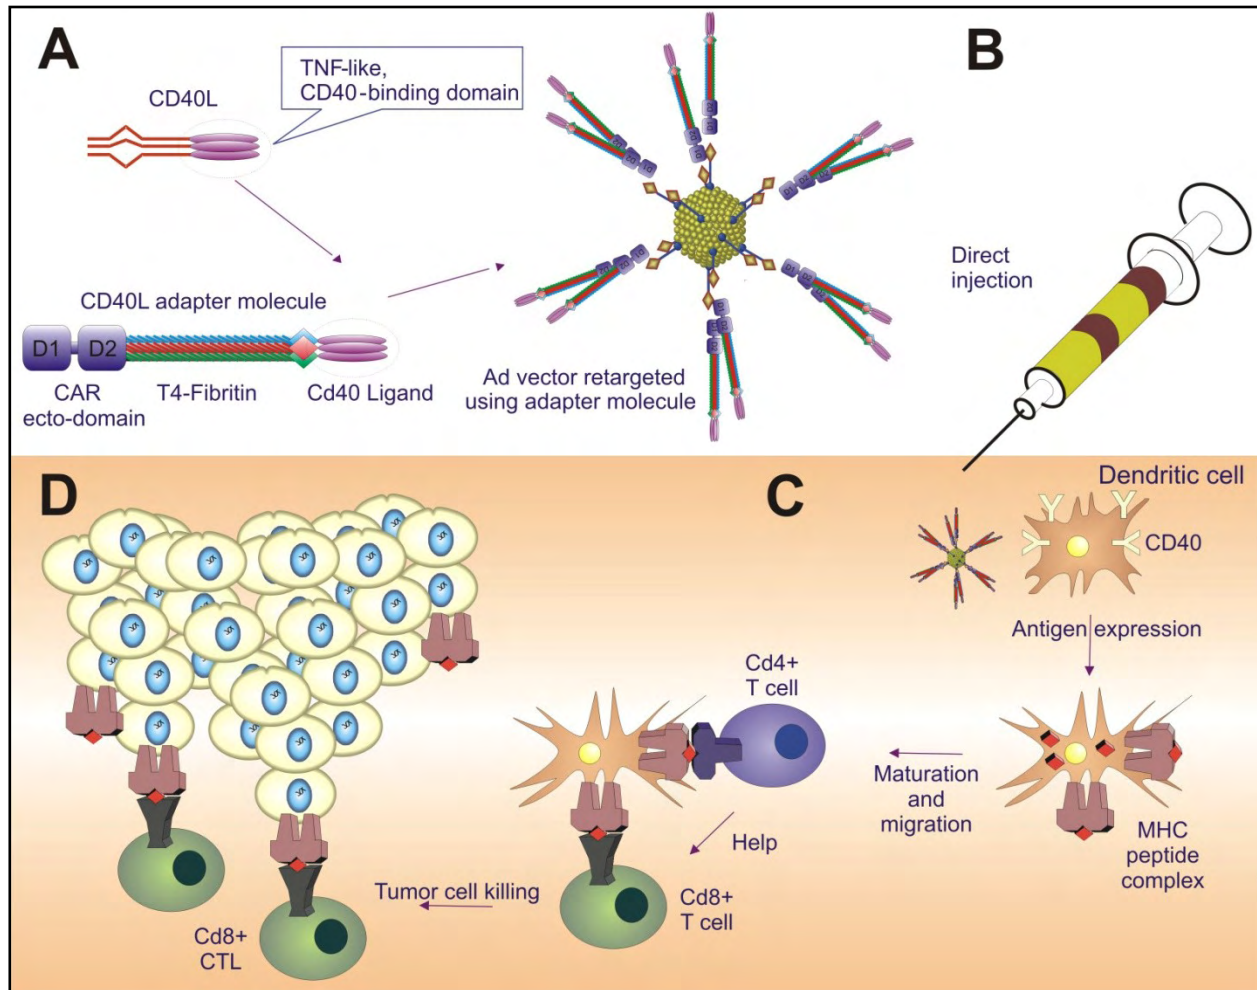 A
CD40L
TNF-like,
CD40-binding domain
CD40L adapter molecule
D1 D2
CAR
ecto-domain
T4-Fibritin
Cd40 Ligand
Ad vector retargeted
using adapter molecule
B
Direct
injection
C
Dendritic cell
CD40
Antigen expression
MHC
peptide
complex
Maturation
and
migration
Cd4+
T cell
Help
Cd8+
T cell
D
Tumor cell killing
Cd8+
CTL